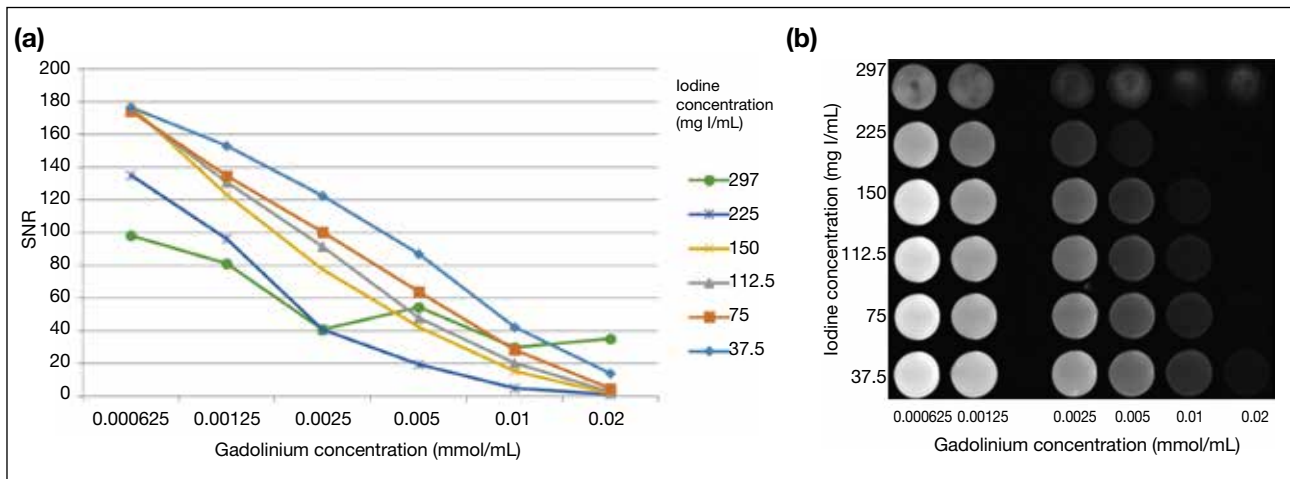 (a)
200
180
160
140
120
100
80
60
40
20
0
SNR
0.000625 0.00125 0.0025 0.005 0.01 0.02
Gadolinium concentration (mmol/mL)
Iodine
concentration
(mg I/mL)
297
225
150
112.5
75
37.5
(b)
297
225
150
112.5
75
37.5
Iodine concentration (mg I/mL)
0.000625 0.00125 0.0025 0.005 0.01 0.02
Gadolinium concentration (mmol/mL)